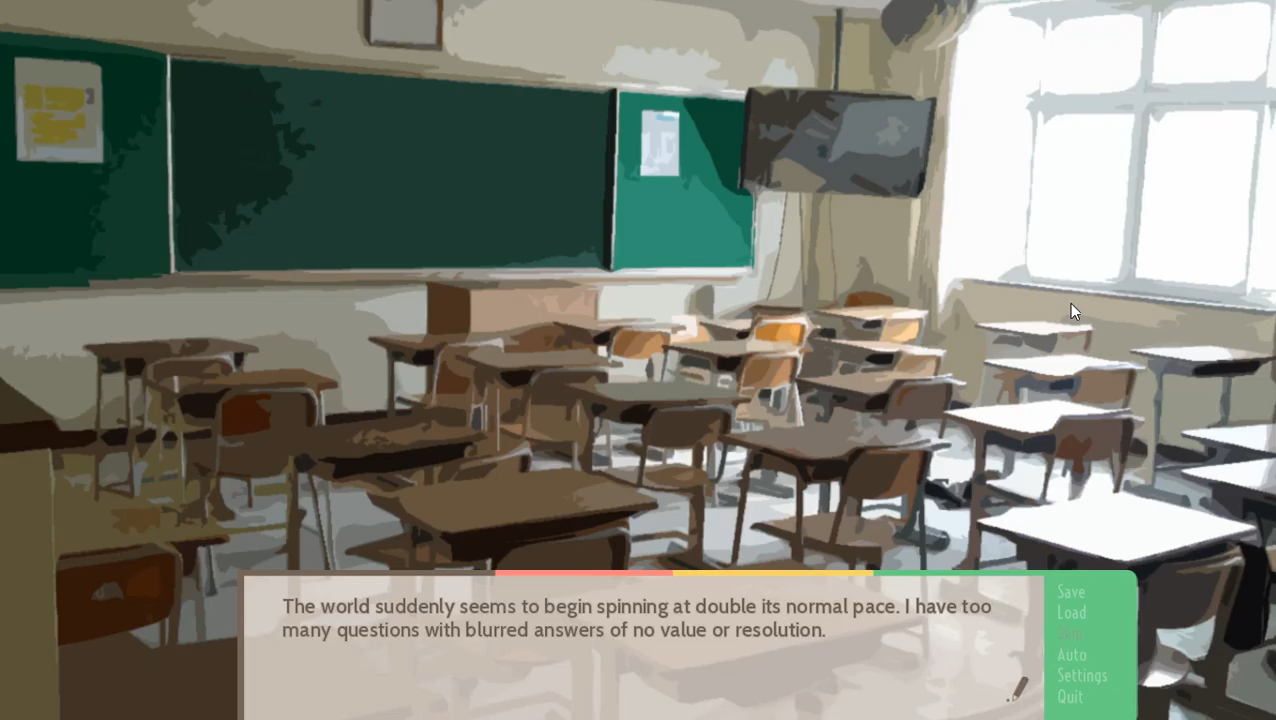 The world suddenly seems to begin spinning at double its normal pace. I have too
many questions with blurred answers of no value or resolution.
Save
Load
Skip
Auto
Settings
Quit